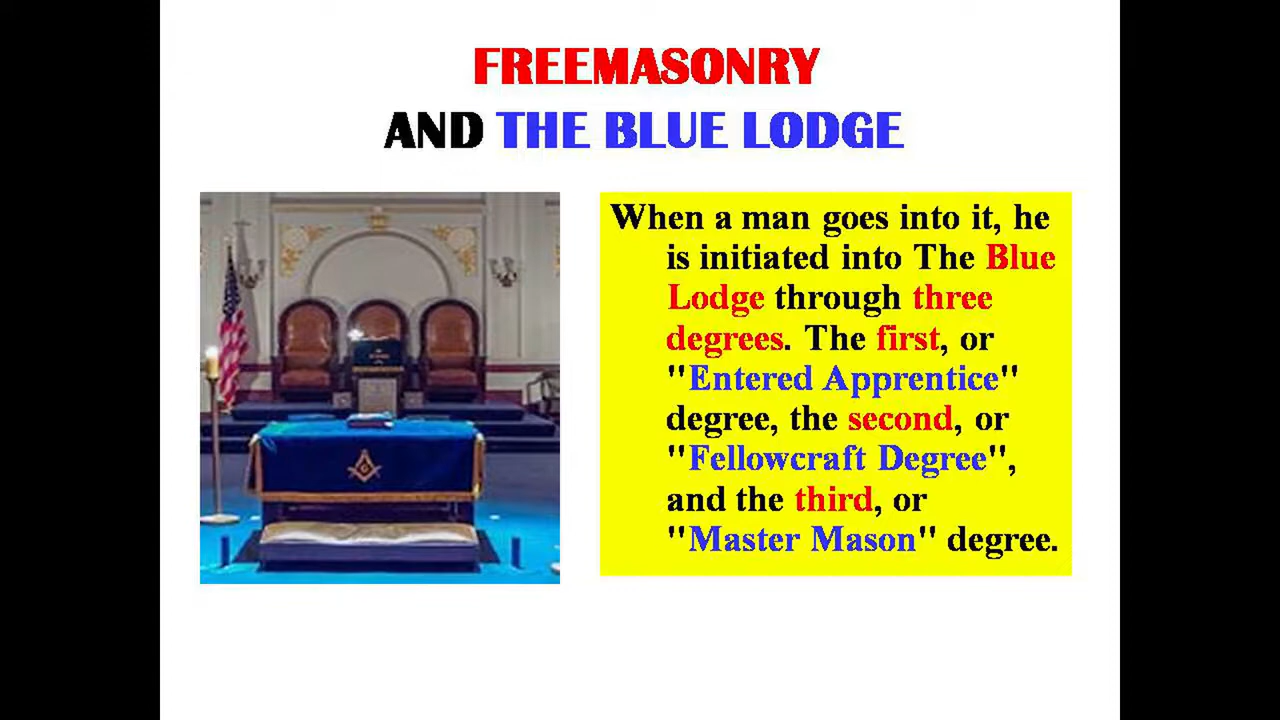 FREEMASONRY
AND THE BLUE LODGE
When a man goes into it, he
is initiated into The Blue
Lodge through three
degrees. The first, or
"Entered Apprentice"
degree, the second, or
"Fellowcraft Degree",
and the third, or
"Master Mason" degree.
G